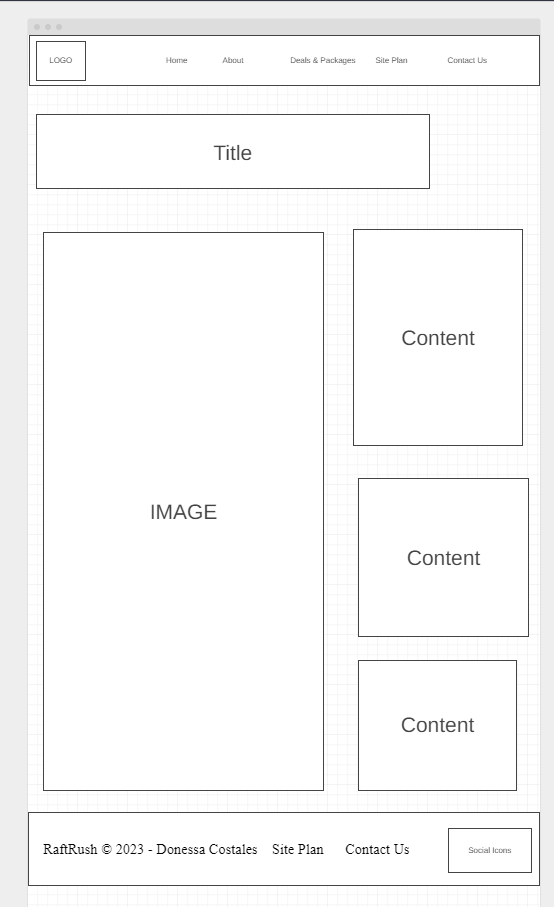 LOGO Home About Deals & Packages Site Plan Contact Us
Title
Content
IMAGE
Content
Content
RaftRush © 2023 - Donessa Costales Site Plan Contact Us Social Icons